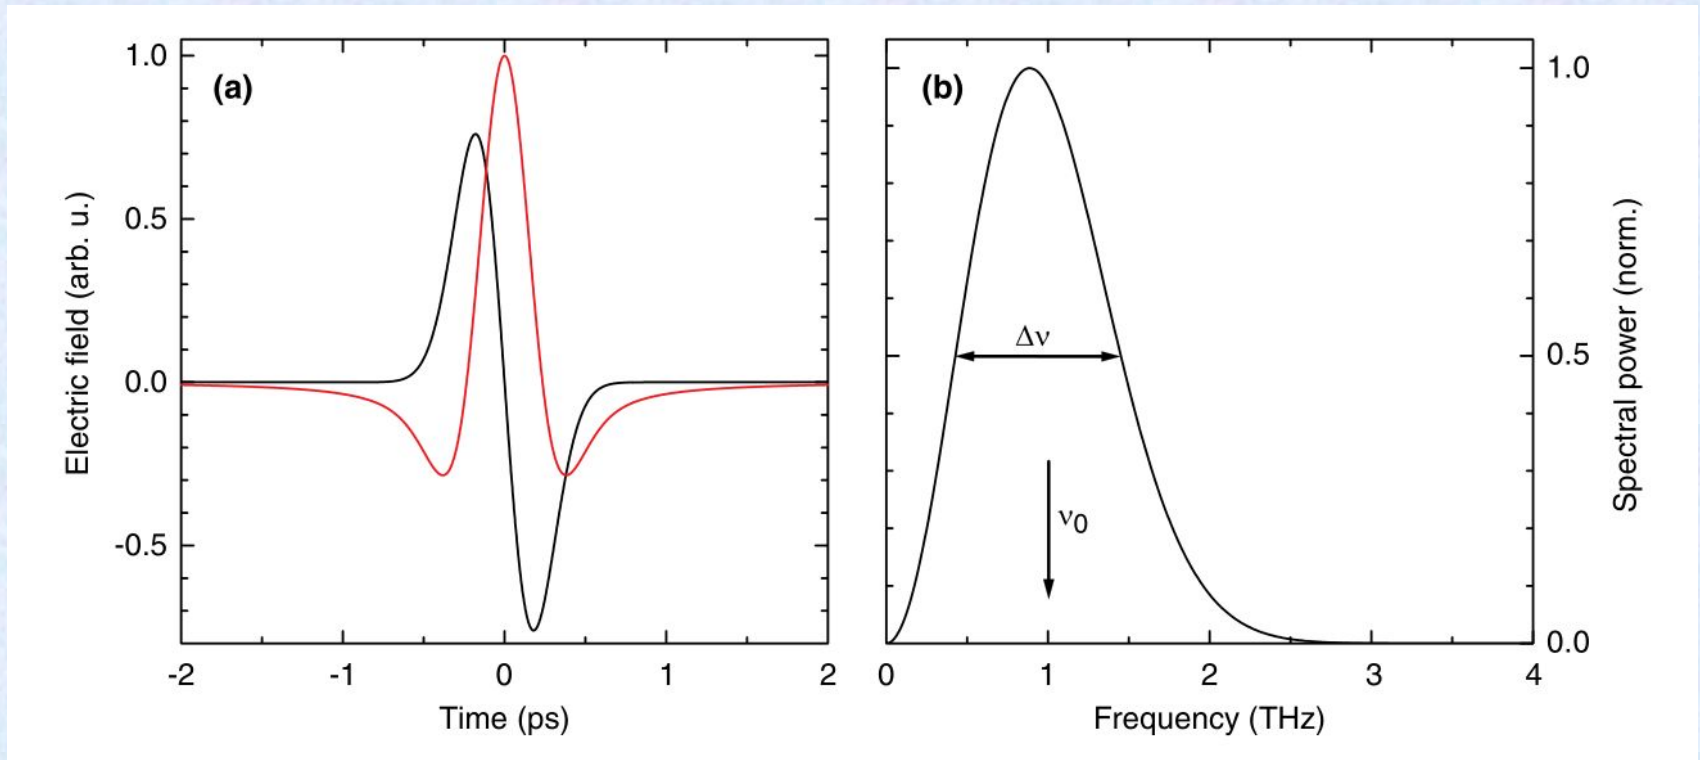 (a)
1.0
0.5
0.0
-0.5
-2 -1 0 1 2
Time (ps)
Electric field (arb. u.)
(b)
Δν
ν0
1.0
0.5
0.0
0 1 2 3 4
Frequency (THz)
Spectral power (norm.)